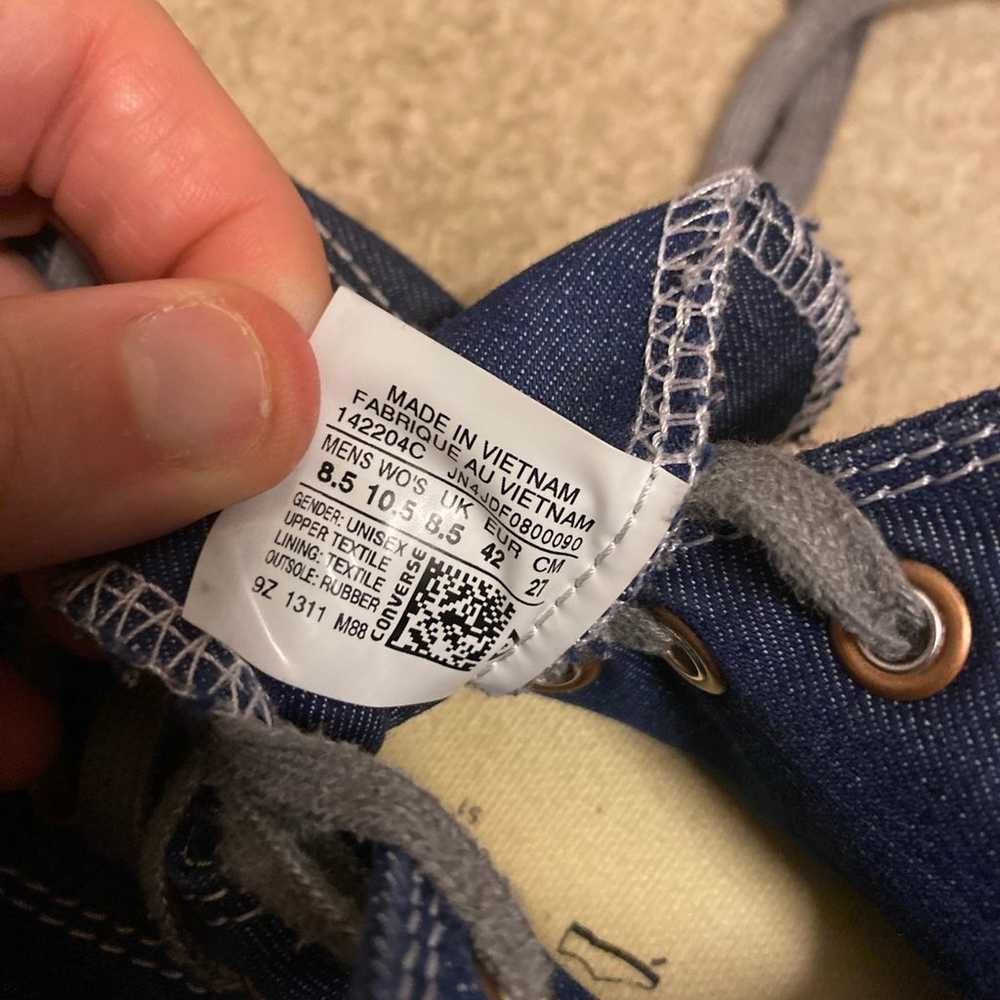 MADE IN VIETNAM
FABRIQUE AU VIETNAM
142204C JN4JDF0800090
MENS WO'S UK EUR CM
8.5 10.5 8.5 42 27
GENDER: UNISEX
UPPER:TEXTILE
LINING: TEXTILE
OUTSOLE: RUBBER
9Z 1311 M88
CONVERSE